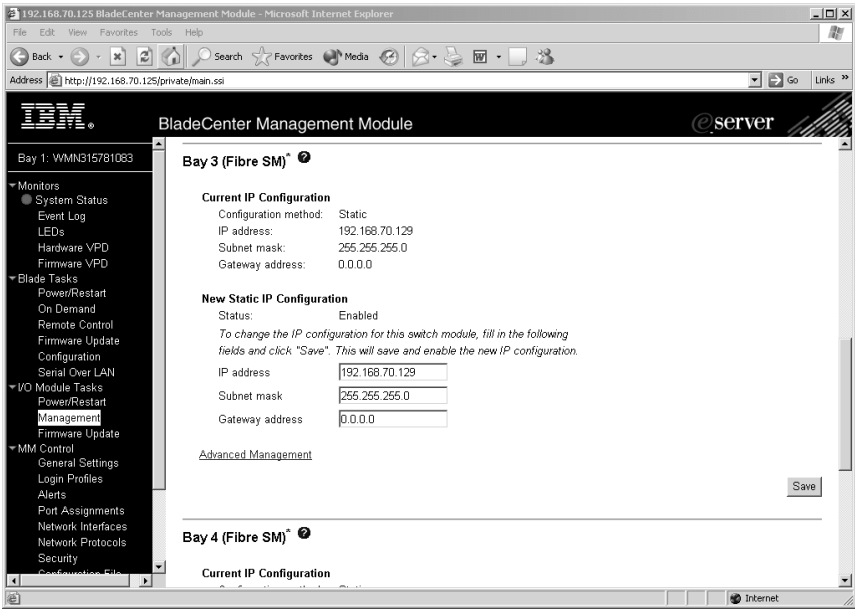 192.168.70.125 BladeCenter Management Module - Microsoft Internet Explorer
File Edit View Favorites Tools Help
Back Search Favorites Media
Address http://192.168.70.125/private/main.ssi Go Links »
IBM. BladeCenter Management Module @server
Bay 1: WMN315781083
Monitors
System Status
Event Log
LEDs
Hardware VPD
Firmware VPD
Blade Tasks
Power/Restart
On Demand
Remote Control
Firmware Update
Configuration
Serial Over LAN
I/O Module Tasks
Power/Restart
Management
Firmware Update
MM Control
General Settings
Login Profiles
Alerts
Port Assignments
Network Interfaces
Network Protocols
Security
Configuration File
Bay 3 (Fibre SM)* ?
Current IP Configuration
Configuration method: Static
IP address: 192.168.70.129
Subnet mask: 255.255.255.0
Gateway address: 0.0.0.0
New Static IP Configuration
Status: Enabled
To change the IP configuration for this switch module, fill in the following
fields and click "Save". This will save and enable the new IP configuration.
IP address 192.168.70.129
Subnet mask 255.255.255.0
Gateway address 0.0.0.0
Advanced Management
Save
Bay 4 (Fibre SM)* ?
Current IP Configuration
Internet